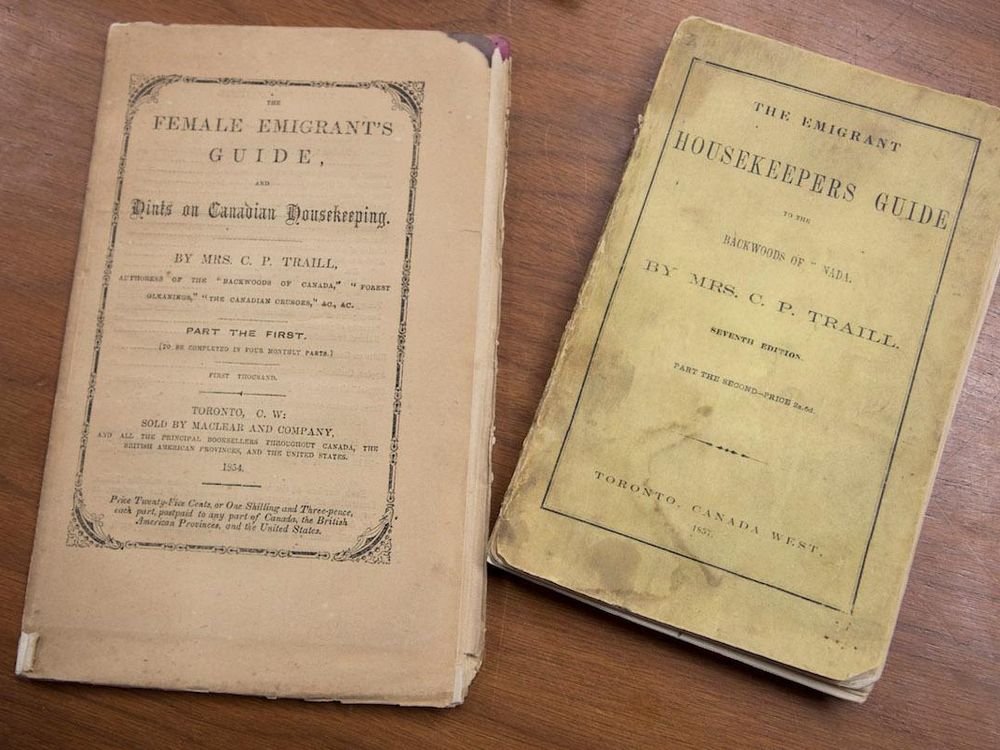 THE
FEMALE EMIGRANT'S
GUIDE,
AND
Hints on Canadian Housekeeping.
BY MRS. C. P. TRAILL,
AUTHORESS OF THE "BACKWOODS OF CANADA," "FOREST
GLEANINGS," "THE CANADIAN CRUSOES," &C., &C.
PART THE FIRST.
[TO BE COMPLETED IN FOUR MONTHLY PARTS.]
FIRST THOUSAND.
TORONTO, C. W:
SOLD BY MACLEAR AND COMPANY,
AND ALL THE PRINCIPAL BOOKSELLERS THROUGHOUT CANADA, THE
BRITISH AMERICAN PROVINCES, AND THE UNITED STATES.
1854.
Price Twenty-Five Cents, or One Shilling and Three-pence,
each part, postpaid to any part of Canada, the British
American Provinces, and the United States.
THE EMIGRANT
HOUSEKEEPERS GUIDE
TO THE
BACKWOODS OF NADA.
BY MRS. C. P. TRAILL.
SEVENTH EDITION.
PART THE SECOND—PRICE 2s. 6d.
TORONTO, CANADA WEST.
1857.